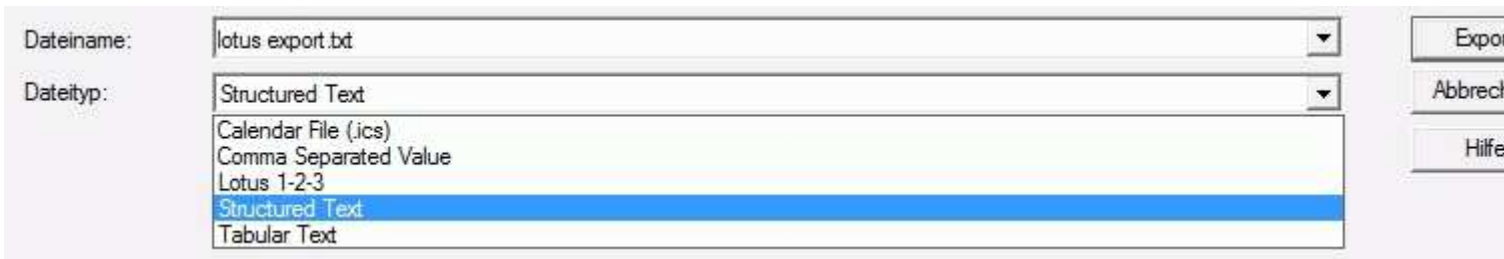 Dateiname: lotus export.txt Expor
Dateityp: Structured Text Abbrech
Calendar File (.ics)
Comma Separated Value
Hilfe
Lotus 1-2-3
Structured Text
Tabular Text